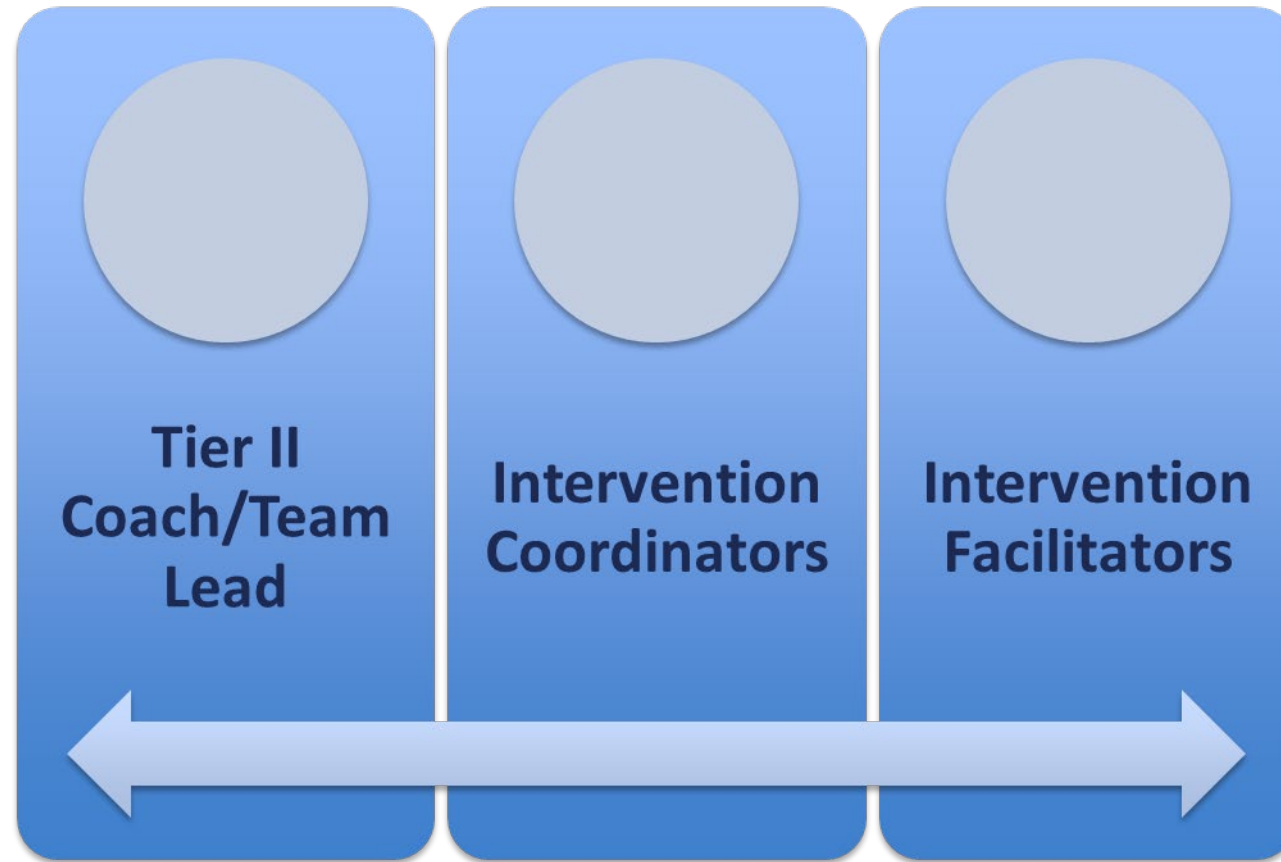 Tier II
Coach/Team
Lead
Intervention
Coordinators
Intervention
Facilitators